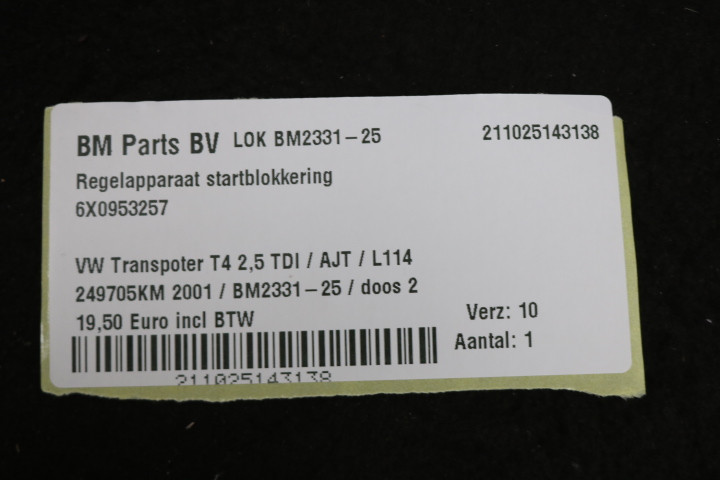 BM Parts BV LOK BM2331-25 211025143138
Regelapparaat startblokkering
6X0953257
VW Transpoter T4 2,5 TDI / AJT / L114
249705KM 2001 / BM2331-25 / doos 2
19,50 Euro incl BTW Verz: 10
Aantal: 1
211025143138